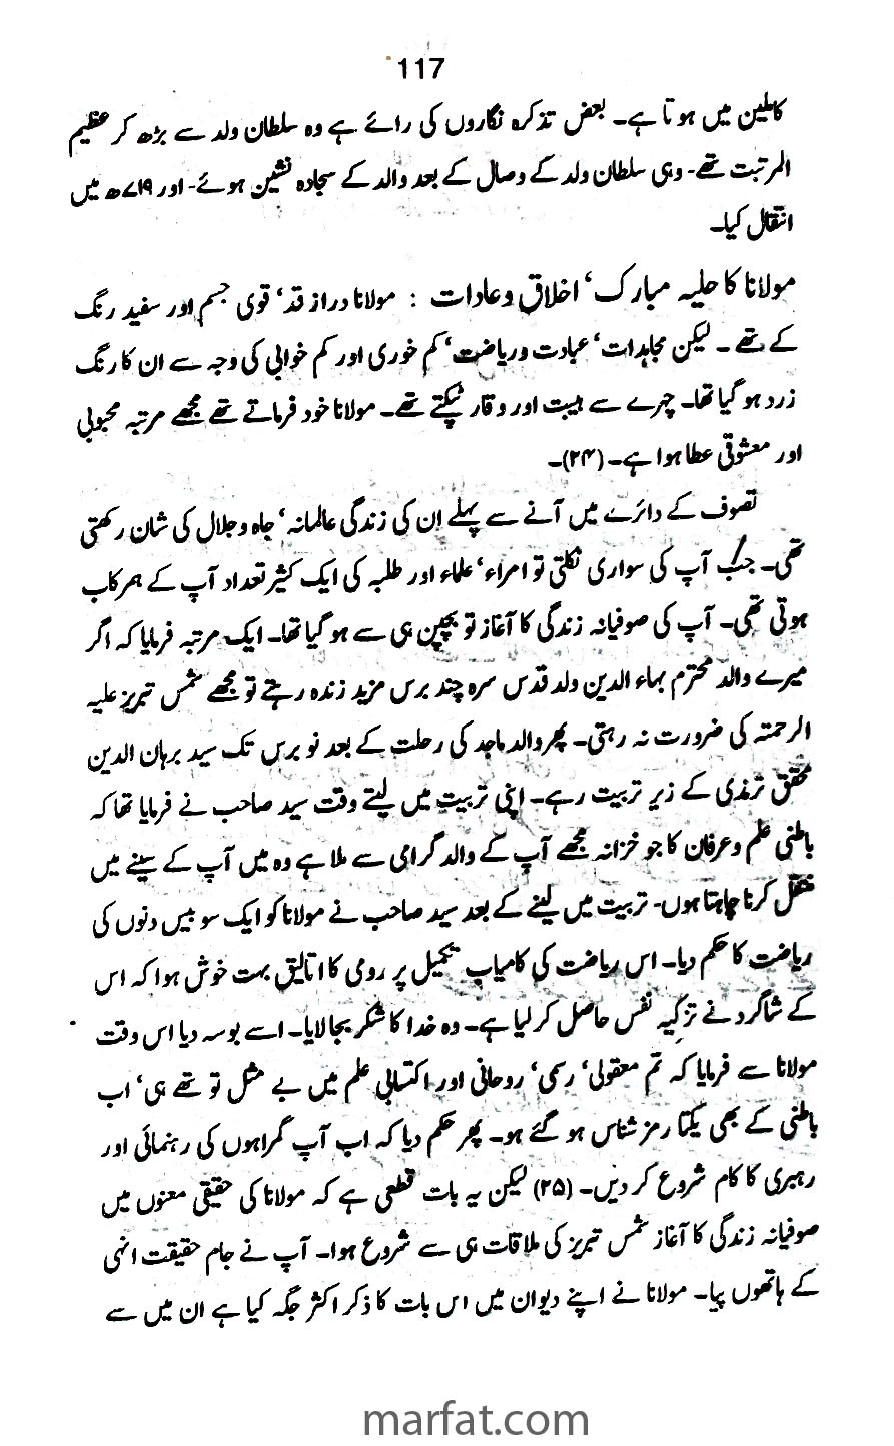 117
کاملین میں ہوتا ہے۔ بعض تذکرہ نگاروں کی رائے ہے وہ سلطان ولد سے بڑھ کر عظیم
المرتبت تھے۔ وہی سلطان ولد کے وصال کے بعد والد کے سجادہ نشین ہوئے۔ اور ۷۱۹ھ میں
انتقال کیا۔
مولانا کا حلیہ مبارک‘ اخلاق و عادات : مولانا دراز قد‘ قوی جسم اور سفید رنگ
کے تھے ۔ لیکن مجاہدات‘ عبادت و ریاضت‘ کم خوری اور کم خوابی کی وجہ سے ان کا رنگ
زرد ہو گیا تھا۔ چہرے سے ہیبت اور وقار ٹپکتے تھے۔ مولانا خود فرماتے تھے مجھے مرتبہ محبوبی
اور معشوقی عطا ہوا ہے۔ (۲۴)۔
تصوف کے دائرے میں آنے سے پہلے ان کی زندگی عالمانہ‘ جاہ و جلال کی شان رکھتی
تھی۔ جب آپ کی سواری نکلتی تو امراء‘ علماء اور طلبہ کی ایک کثیر تعداد آپ کے ہمرکاب
ہوتی تھی۔ آپ کی صوفیانہ زندگی کا آغاز تو بچپن ہی سے ہو گیا تھا۔ ایک مرتبہ فرمایا کہ اگر
میرے والد محترم بہاء الدین ولد قدس سرہ چند برس مزید زندہ رہتے تو مجھے شمس تبریز علیہ
الرحمتہ کی ضرورت نہ رہتی۔ پھر والد ماجد کی رحلت کے بعد نو برس تک سید برہان الدین
محقق ترمذی کے زیر تربیت رہے۔ اپنی تربیت میں لیتے وقت سید صاحب نے فرمایا تھا کہ
باطنی علم و عرفان کا جو خزانہ مجھے آپ کے والد گرامی سے ملا ہے وہ میں آپ کے سینے میں
منتقل کرنا چاہتا ہوں۔ تربیت میں لینے کے بعد سید صاحب نے مولانا کو ایک سو بیس دنوں کی
ریاضت کا حکم دیا۔ اس ریاضت کی کامیاب تکمیل پر رومی کا اتالیق بہت خوش ہوا کہ اس
کے شاگرد نے تزکیہ نفس حاصل کر لیا ہے۔ وہ خدا کا شکر بجا لایا۔ اسے بوسہ دیا اس وقت
مولانا سے فرمایا کہ تم معقولی‘ رسمی‘ روحانی اور اکتسابی علم میں بے مثل تو تھے ہی‘ اب
باطنی کے بھی یکتا رمز شناس ہو گئے ہو۔ پھر حکم دیا کہ اب آپ گمراہوں کی رہنمائی اور
رہبری کا کام شروع کر دیں۔ (۲۵) لیکن یہ بات قطعی ہے کہ مولانا کی حقیقی معنوں میں
صوفیانہ زندگی کا آغاز شمس تبریز کی ملاقات ہی سے شروع ہوا۔ آپ نے جام حقیقت انہی
کے ہاتھوں پیا۔ مولانا نے اپنے دیوان میں اس بات کا ذکر اکثر جگہ کیا ہے ان میں سے
marfat.com